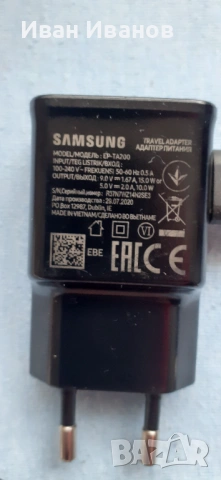 Иван Иванов
SAMSUNG
TRAVEL ADAPTER
АДАПТЕР ПИТАНИЯ
MODEL/МОДЕЛЬ: EP-TA200
INPUT/TEG LISTRIK/ВХОД:
100-240 V~ FREKUENSI 50-60 Hz 0.5 A
OUTPUT/ВЫХОД: 9.0 V⎓ 1.67 A, 15.0 W or
5.0 V⎓ 2.0 A, 10.0 W
S/N,Серийный номер:
Дата производства: 20.07.2020
PO Box 12987, Dublin, IE
MADE IN VIETNAM / СДЕЛАНО ВО ВЬЕТНАМЕ
EAC CE
VI
EBE
BAZAR.BG